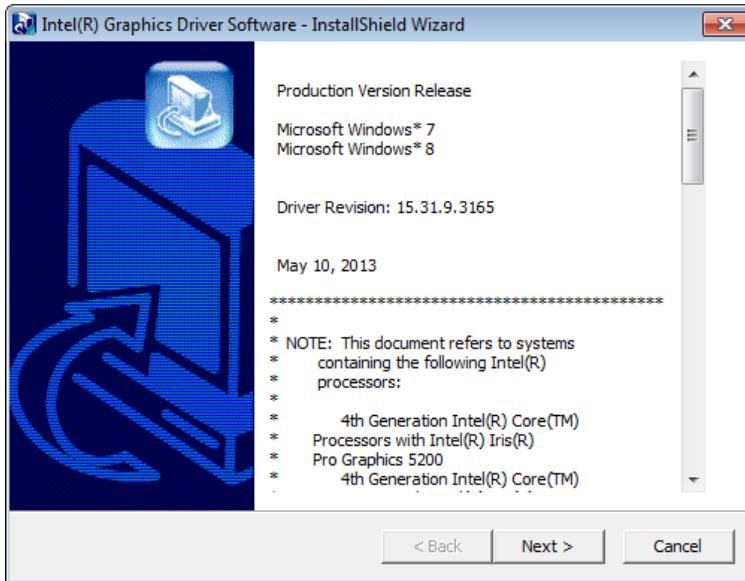 Intel(R) Graphics Driver Software - InstallShield Wizard
Production Version Release
Microsoft Windows* 7
Microsoft Windows* 8
Driver Revision: 15.31.9.3165
May 10, 2013
********************************************
*
* NOTE: This document refers to systems
* containing the following Intel(R)
* processors:
*
* 4th Generation Intel(R) Core(TM)
* Processors with Intel(R) Iris(R)
* Pro Graphics 5200
* 4th Generation Intel(R) Core(TM)
< Back
Next >
Cancel